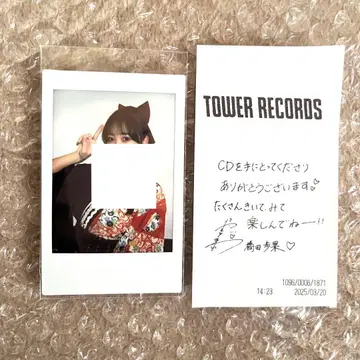 TOWER RECORDS
CDを手にとってくださり
ありがとうございます
たくさんきいてみて
楽しんでねー!!
1096/0006/1871
14:23 2025/03/20